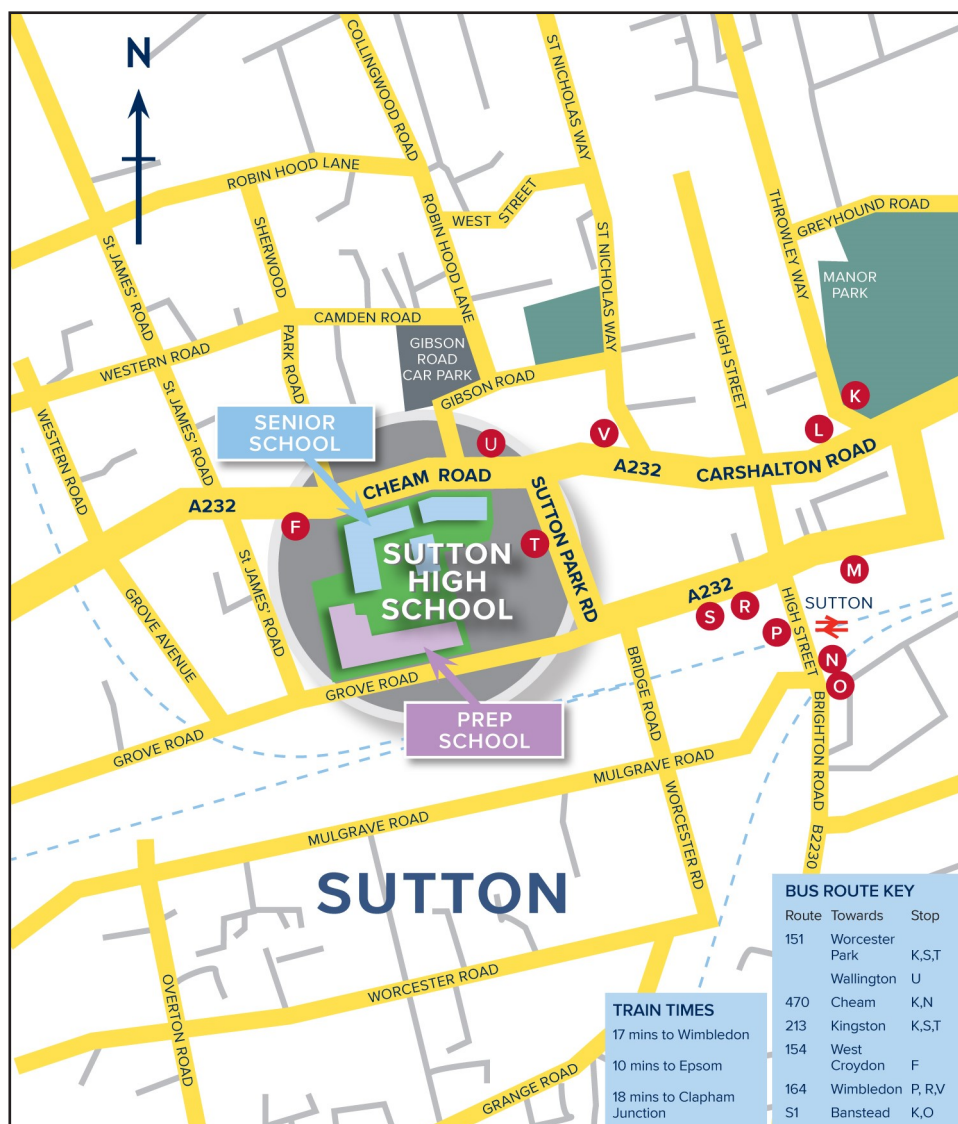 N
COLLINGWOOD ROAD
ST NICHOLAS WAY
ROBIN HOOD LANE
WEST STREET
ROBIN HOOD LANE
THROWLEY WAY
GREYHOUND ROAD
SHERWOOD
PARK ROAD
St JAMES' ROAD
ST NICHOLAS WAY
MANOR
PARK
CAMDEN ROAD
WESTERN ROAD
GIBSON
ROAD
CAR PARK
HIGH STREET
GIBSON ROAD
WESTERN ROAD
St JAMES' ROAD
SENIOR
SCHOOL
K
L
U
V
A232
CARSHALTON ROAD
CHEAM ROAD
A232
F
SUTTON PARK RD
T
SUTTON
HIGH
SCHOOL
St JAMES' ROAD
GROVE AVENUE
A232
M
S
R
P
HIGH STREET
SUTTON
N
O
GROVE ROAD
GROVE ROAD
BRIDGE ROAD
PREP
SCHOOL
BRIGHTON ROAD
B2230
MULGRAVE ROAD
MULGRAVE ROAD
WORCESTER RD
SUTTON
OVERTON ROAD
WORCESTER ROAD
GRANGE ROAD
TRAIN TIMES
17 mins to Wimbledon
10 mins to Epsom
18 mins to Clapham
Junction
BUS ROUTE KEY
Route Towards Stop
151 Worcester
Park K,S,T
Wallington U
470 Cheam K,N
213 Kingston K,S,T
154 West
Croydon F
164 Wimbledon P, R,V
S1 Banstead K,O